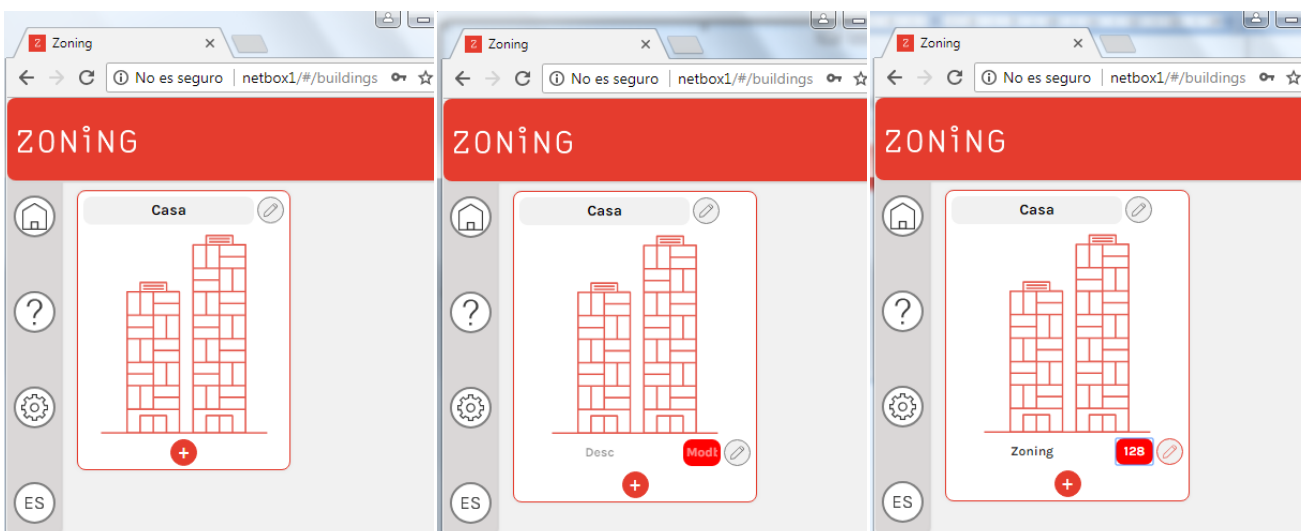 Zoning
No es seguro | netbox1/#/buildings
ZONiNG
Casa
ES
Zoning
No es seguro | netbox1/#/buildings
ZONiNG
Casa
Desc
Modb
ES
Zoning
No es seguro | netbox1/#/buildings
ZONiNG
Casa
Zoning
128
ES